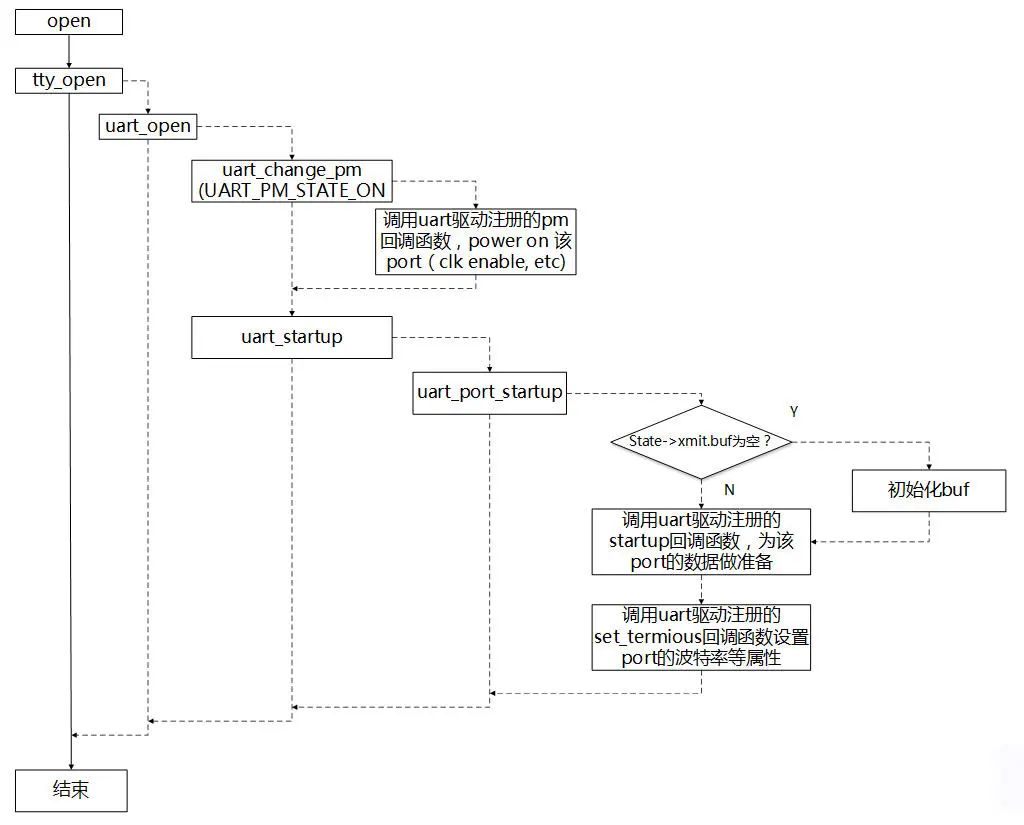 open
tty_open
uart_open
uart_change_pm
(UART_PM_STATE_ON
调用uart驱动注册的pm
回调函数，power on 该
port（clk enable, etc)
uart_startup
uart_port_startup
Y
State->xmit.buf为空？
N
初始化buf
调用uart驱动注册的
startup回调函数，为该
port的数据做准备
调用uart驱动注册的
set_termious回调函数设置
port的波特率等属性
结束